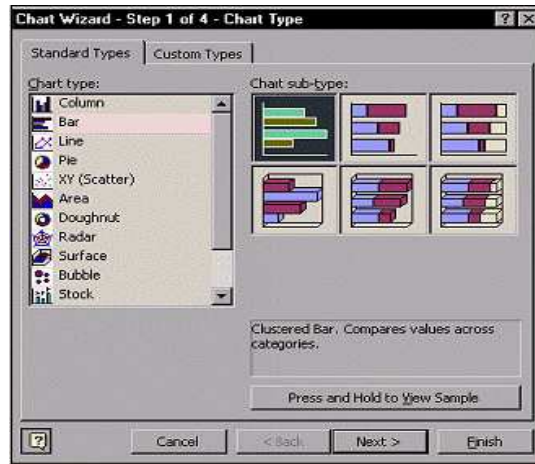 Chart Wizard - Step 1 of 4 - Chart Type
Standard Types
Custom Types
Chart type:
Column
Bar
Line
Pie
XY (Scatter)
Area
Doughnut
Radar
Surface
Bubble
Stock
Chart sub-type:
Clustered Bar. Compares values across
categories.
Press and Hold to View Sample
Cancel
< Back
Next >
Finish